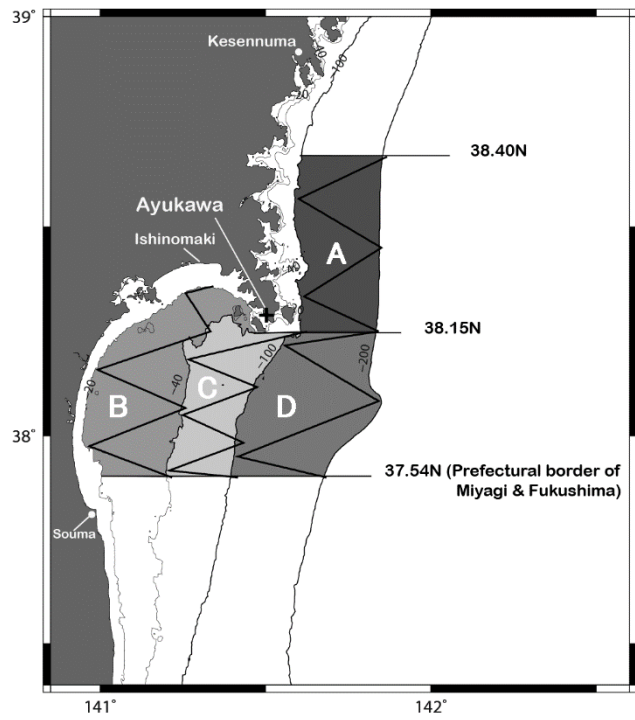 39°
Kesennuma
-20
-100
38.40N
Ayukawa
A
Ishinomaki
-40
-20
38.15N
-100
-200
-20
-40
C
B
D
38°
37.54N (Prefectural border of
Miyagi & Fukushima)
Souma
141°
142°